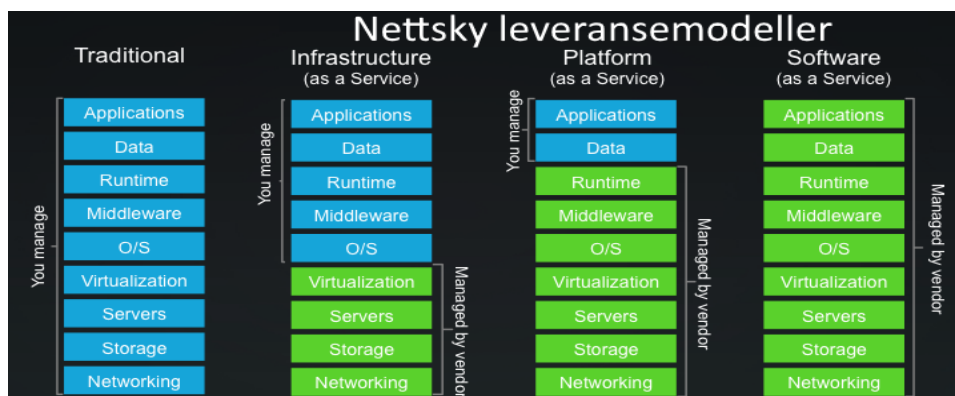 Nettsky leveransemodeller
Traditional
You manage
Applications
Data
Runtime
Middleware
O/S
Virtualization
Servers
Storage
Networking
Infrastructure
(as a Service)
You manage
Applications
Data
Runtime
Middleware
O/S
Virtualization
Servers
Storage
Networking
Managed by vendor
Platform
(as a Service)
You manage
Applications
Data
Runtime
Middleware
O/S
Virtualization
Servers
Storage
Networking
Managed by vendor
Software
(as a Service)
Applications
Data
Runtime
Middleware
O/S
Virtualization
Servers
Storage
Networking
Managed by vendor